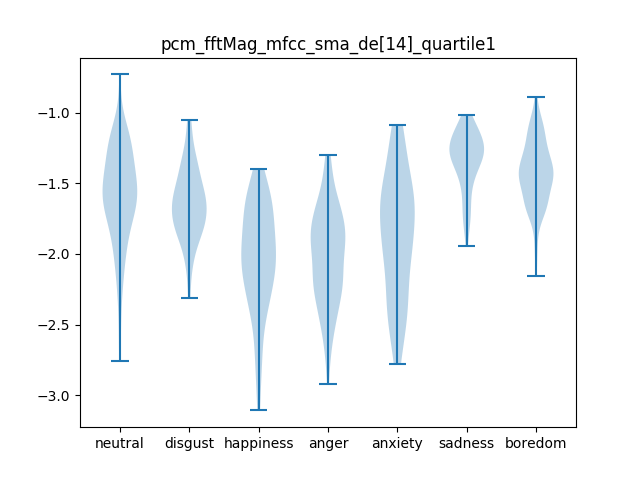 pcm_fftMag_mfcc_sma_de[14]_quartile1
−1.0
−1.5
−2.0
−2.5
−3.0
neutral disgust happiness anger anxiety sadness boredom